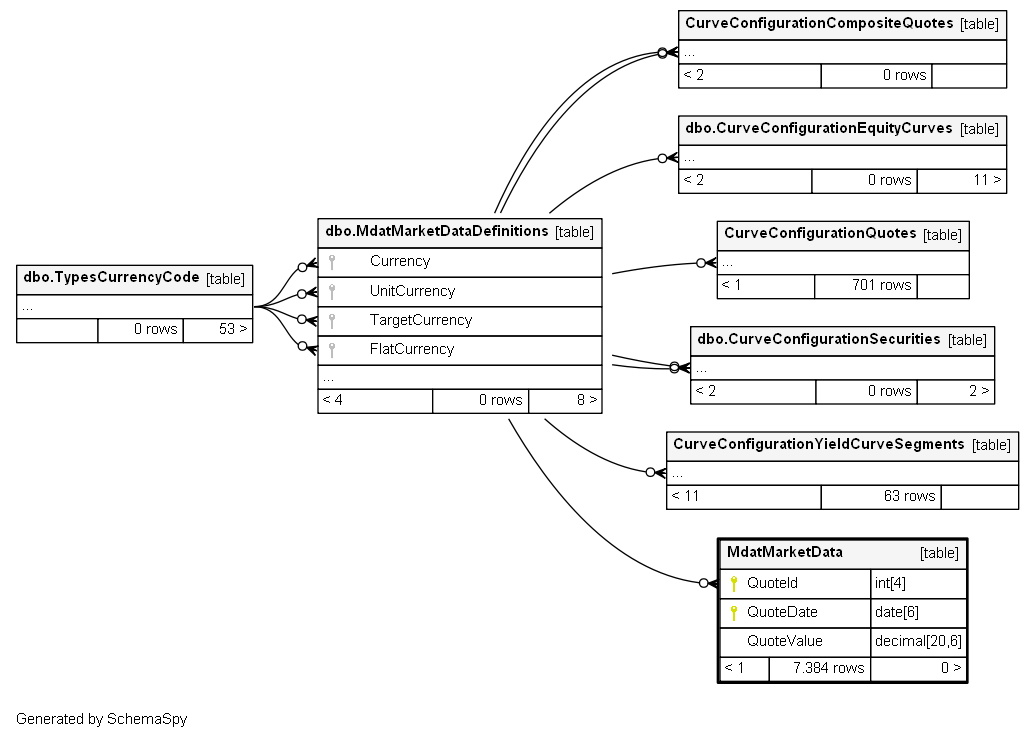 CurveConfigurationCompositeQuotes [table]
...
< 2 0 rows
dbo.CurveConfigurationEquityCurves [table]
...
< 2 0 rows 11 >
dbo.MdatMarketDataDefinitions [table]
Currency
UnitCurrency
TargetCurrency
FlatCurrency
...
< 4 0 rows 8 >
CurveConfigurationQuotes [table]
...
< 1 701 rows
dbo.TypesCurrencyCode [table]
...
0 rows 53 >
dbo.CurveConfigurationSecurities [table]
...
< 2 0 rows 2 >
CurveConfigurationYieldCurveSegments [table]
...
< 11 63 rows
MdatMarketData [table]
QuoteId int[4]
QuoteDate date[6]
QuoteValue decimal[20,6]
< 1 7.384 rows 0 >
Generated by SchemaSpy